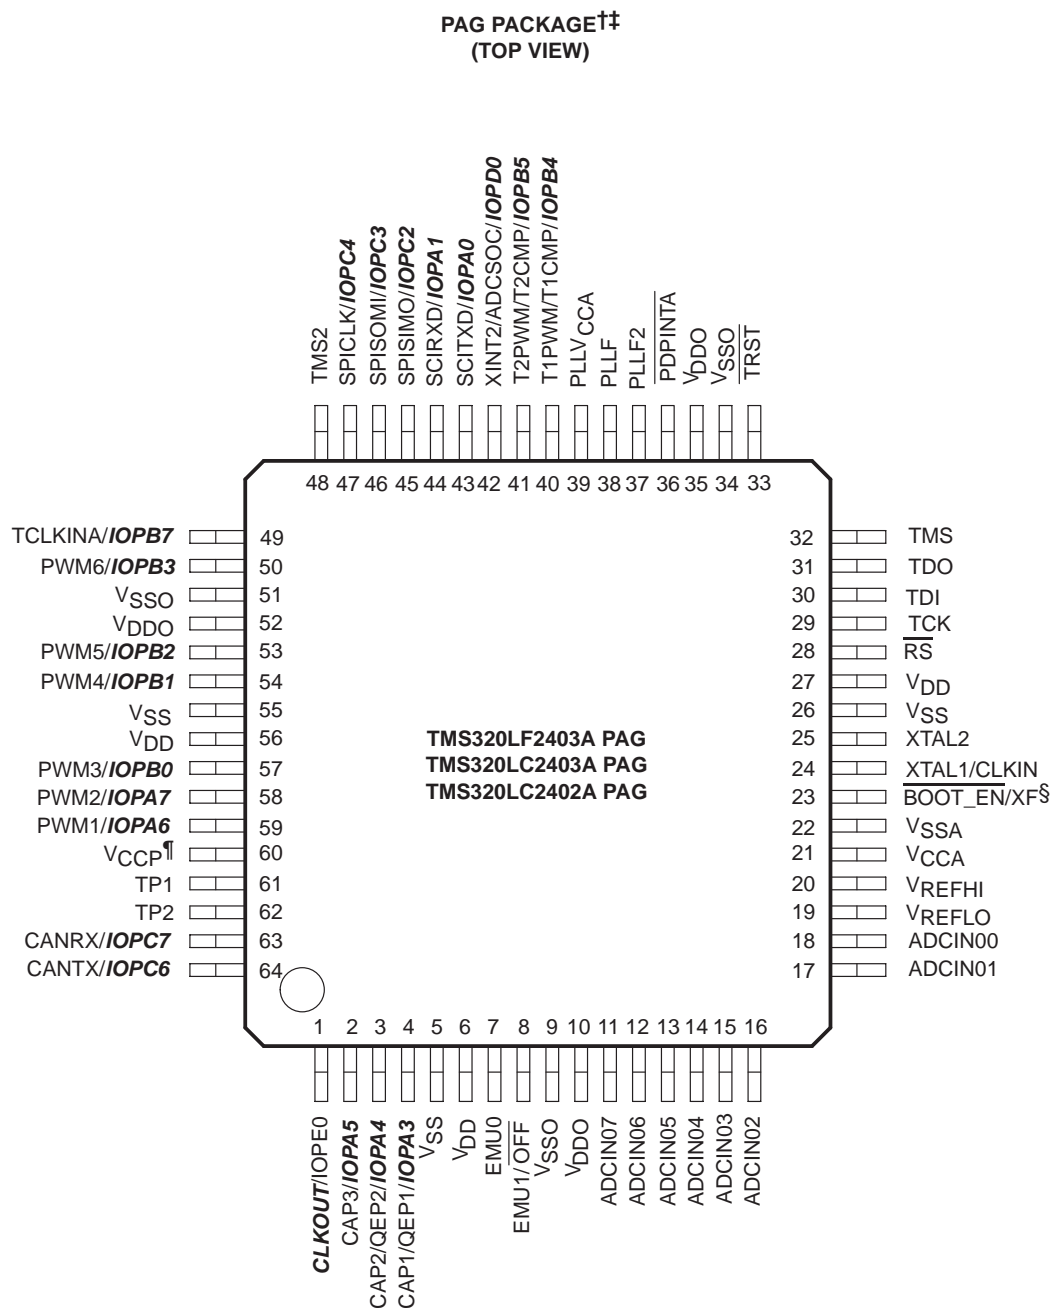 PAG PACKAGE†‡
(TOP VIEW)
TMS2
SPICLK/IOPC4
SPISOMI/IOPC3
SPISIMO/IOPC2
SCIRXD/IOPA1
SCITXD/IOPA0
XINT2/ADCSOC/IOPD0
T2PWM/T2CMP/IOPB5
T1PWM/T1CMP/IOPB4
PLLVCCA
PLLF
PLLF2
PDPINTA
VDDO
VSSO
TRST
48 47 46 45 44 43 42 41 40 39 38 37 36 35 34 33
TCLKINA/IOPB7 49 32 TMS
PWM6/IOPB3 50 31 TDO
VSSO 51 30 TDI
VDDO 52 29 TCK
PWM5/IOPB2 53 28 RS
PWM4/IOPB1 54 27 VDD
VSS 55 26 VSS
VDD 56 25 XTAL2
TMS320LF2403A PAG
TMS320LC2403A PAG
TMS320LC2402A PAG
PWM3/IOPB0 57 24 XTAL1/CLKIN
PWM2/IOPA7 58 23 BOOT_EN/XF§
PWM1/IOPA6 59 22 VSSA
VCCP¶ 60 21 VCCA
TP1 61 20 VREFHI
TP2 62 19 VREFLO
CANRX/IOPC7 63 18 ADCIN00
CANTX/IOPC6 64 17 ADCIN01
1 2 3 4 5 6 7 8 9 10 11 12 13 14 15 16
CLKOUT/IOPE0
CAP3/IOPA5
CAP2/QEP2/IOPA4
CAP1/QEP1/IOPA3
VSS
VDD
EMU0
EMU1/OFF
VSSO
VDDO
ADCIN07
ADCIN06
ADCIN05
ADCIN04
ADCIN03
ADCIN02